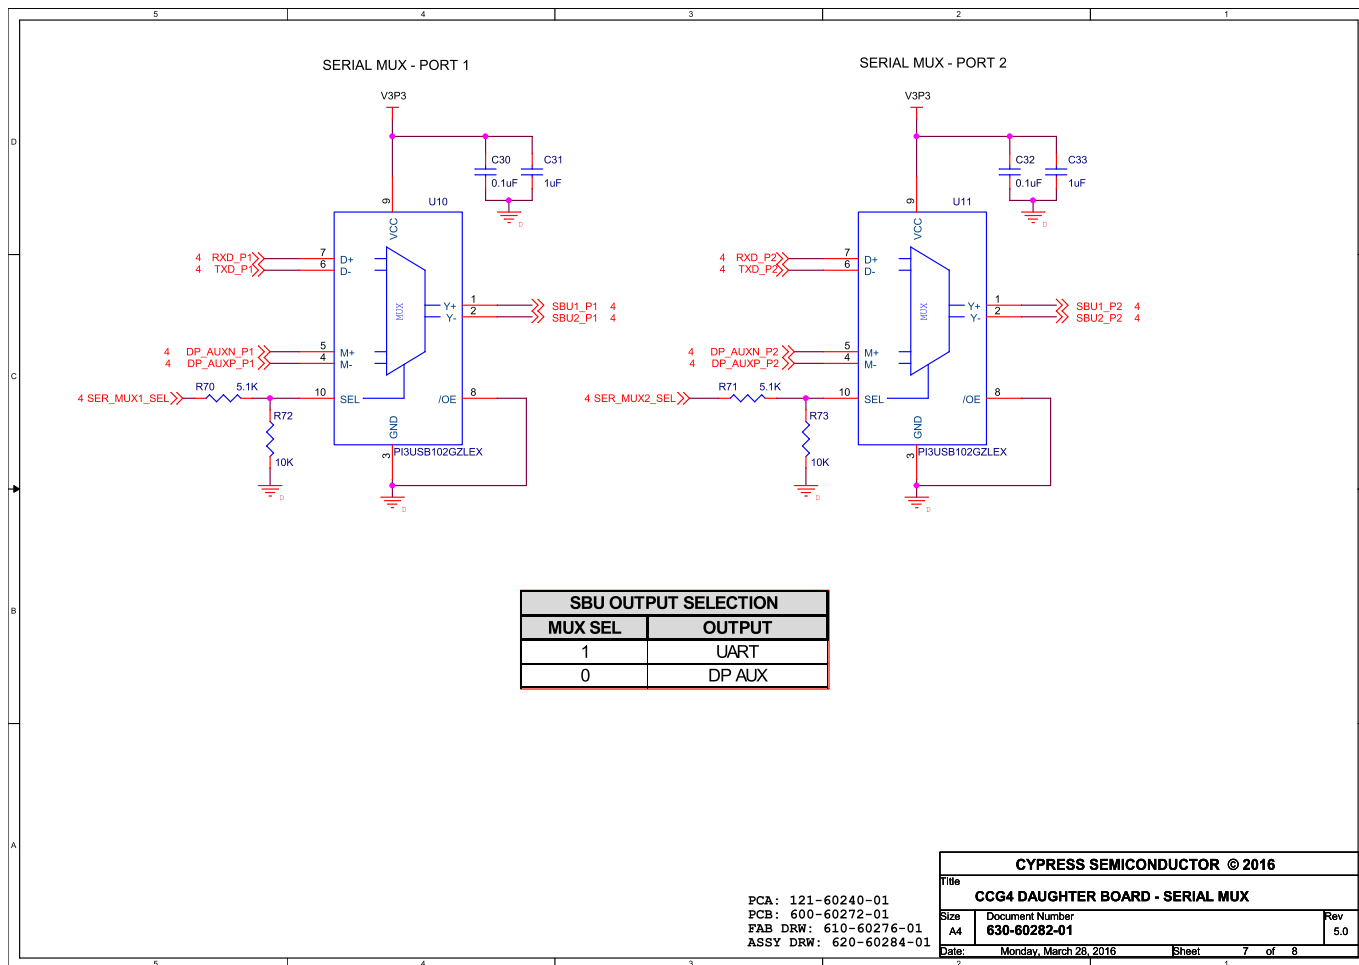 5 4 3 2 1
SERIAL MUX - PORT 1
SERIAL MUX - PORT 2
V3P3
V3P3
D
C30
0.1uF
C31
1uF
C32
0.1uF
C33
1uF
D
D
9
U10
VCC
9
U11
VCC
4 RXD_P1 7 D+
4 TXD_P1 6 D-
4 RXD_P2 7 D+
4 TXD_P2 6 D-
MUX
Y+ 1 SBU1_P1 4
Y- 2 SBU2_P1 4
MUX
Y+ 1 SBU1_P2 4
Y- 2 SBU2_P2 4
4 DP_AUXN_P1 5 M+
4 DP_AUXP_P1 4 M-
4 DP_AUXN_P2 5 M+
4 DP_AUXP_P2 4 M-
C
4 SER_MUX1_SEL R70 5.1K 10 SEL /OE 8
4 SER_MUX2_SEL R71 5.1K 10 SEL /OE 8
R72
10K
D
GND
3
PI3USB102GZLEX
D
R73
10K
D
GND
3
PI3USB102GZLEX
D
B
SBU OUTPUT SELECTION
MUX SEL OUTPUT
1 UART
0 DP AUX
A
PCA: 121-60240-01
PCB: 600-60272-01
FAB DRW: 610-60276-01
ASSY DRW: 620-60284-01
CYPRESS SEMICONDUCTOR © 2016
Title
CCG4 DAUGHTER BOARD - SERIAL MUX
Size Document Number Rev
A4 630-60282-01 5.0
Date: Monday, March 28, 2016 Sheet 7 of 8
5 4 3 2 1